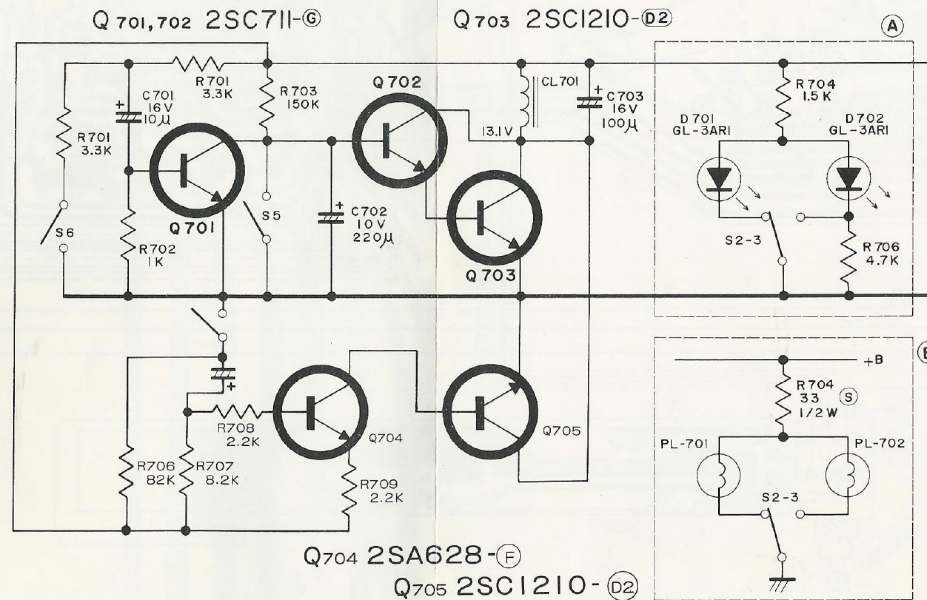 Q701,702 2SC711-Ⓖ
Q703 2SC1210-D2
A
R701
3.3K
C701
16V
10μ
R701
3.3K
R703
150K
Q702
CL701
C703
16V
100μ
13.1V
R704
1.5K
D701
GL-3AR1
D702
GL-3AR1
S6
Q701
R702
1K
S5
C702
10V
220μ
Q703
S2-3
R706
4.7K
B
+B
R704
33
1/2W
S
PL-701
PL-702
S2-3
R708
2.2K
Q704
Q705
R706
82K
R707
8.2K
R709
2.2K
Q704 2SA628-Ⓕ
Q705 2SC1210-D2